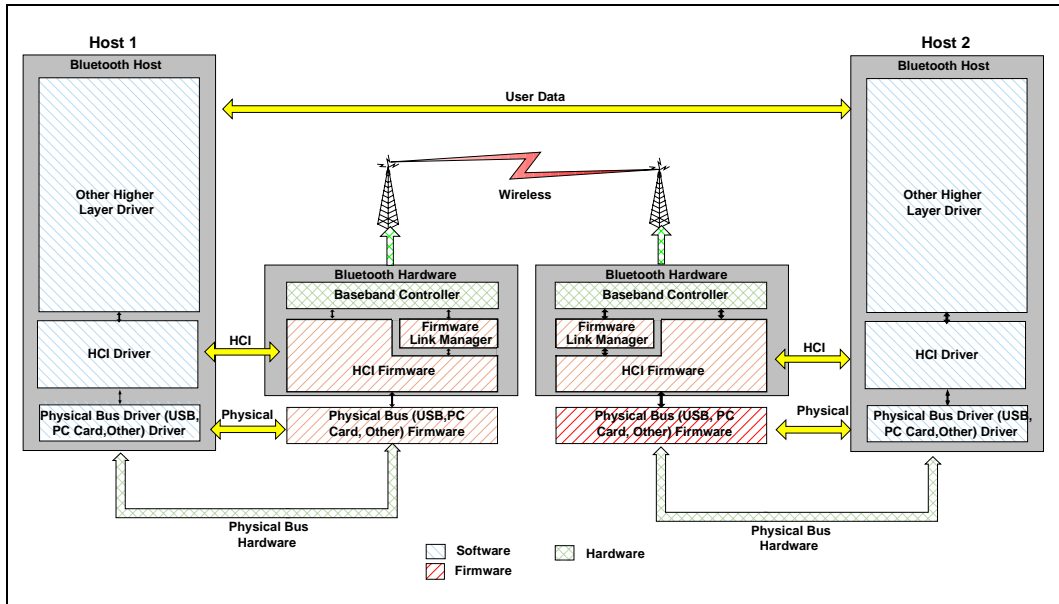 Host 1
Bluetooth Host
Other Higher
Layer Driver
HCI Driver
Physical Bus Driver (USB,
PC Card,Other) Driver
User Data
Wireless
HCI
Physical
Bluetooth Hardware
Baseband Controller
Firmware
Link Manager
HCI Firmware
Physical Bus (USB,PC
Card, Other) Firmware
Physical Bus
Hardware
Bluetooth Hardware
Baseband Controller
Firmware
Link Manager
HCI Firmware
Physical Bus (USB, PC
Card, Other) Firmware
HCI
Physical
Physical Bus
Hardware
Host 2
Bluetooth Host
Other Higher
Layer Driver
HCI Driver
Physical Bus Driver (USB,
PC Card,Other) Driver
Software
Firmware
Hardware